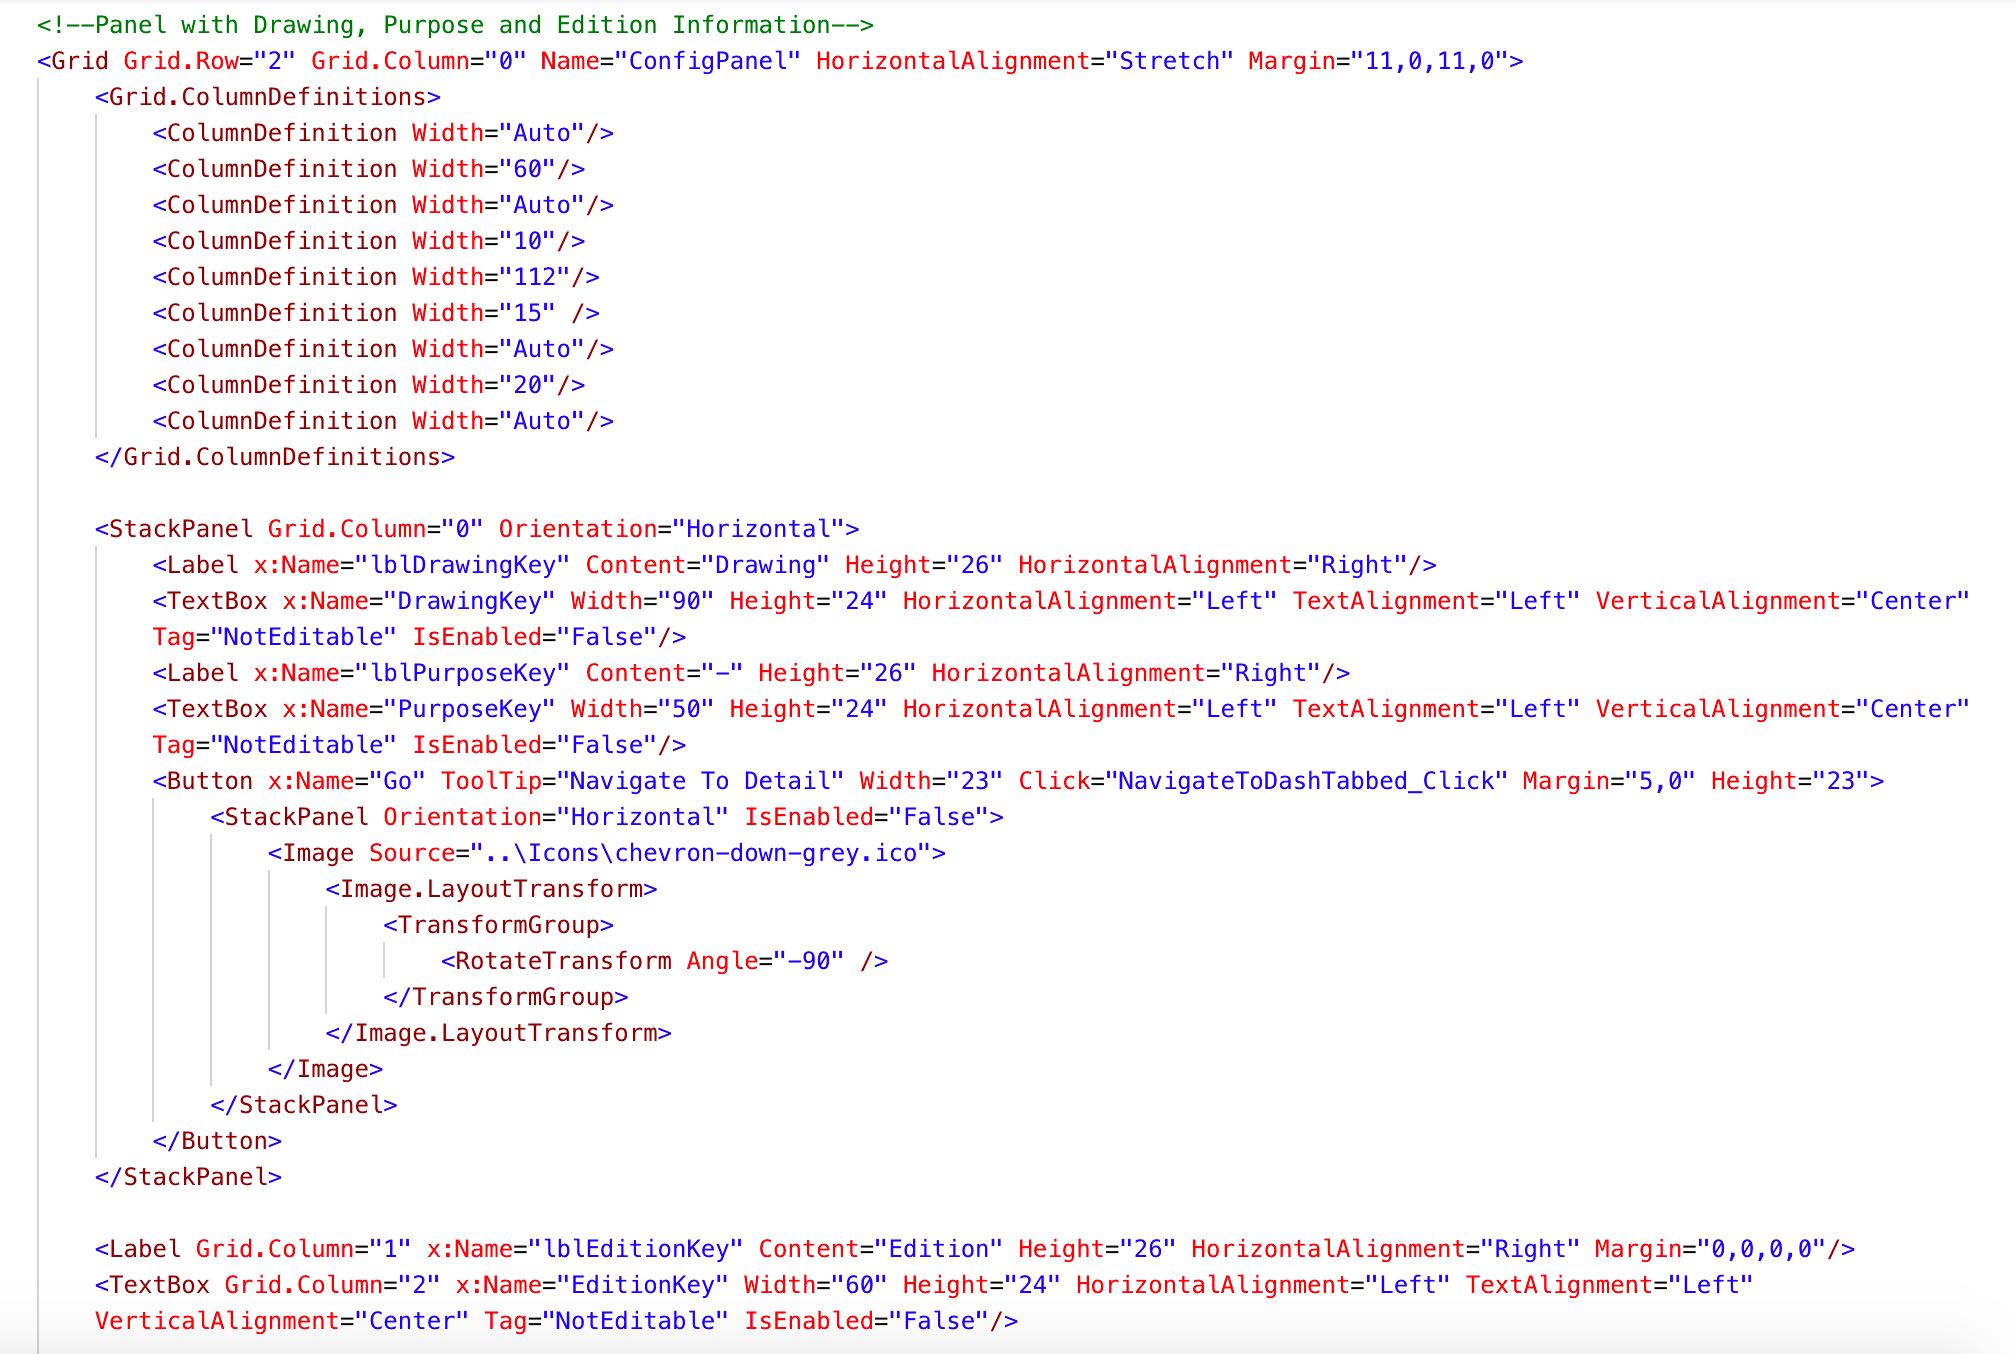 <!--Panel with Drawing, Purpose and Edition Information-->
<Grid Grid.Row="2" Grid.Column="0" Name="ConfigPanel" HorizontalAlignment="Stretch" Margin="11,0,11,0">
    <Grid.ColumnDefinitions>
        <ColumnDefinition Width="Auto"/>
        <ColumnDefinition Width="60"/>
        <ColumnDefinition Width="Auto"/>
        <ColumnDefinition Width="10"/>
        <ColumnDefinition Width="112"/>
        <ColumnDefinition Width="15" />
        <ColumnDefinition Width="Auto"/>
        <ColumnDefinition Width="20"/>
        <ColumnDefinition Width="Auto"/>
    </Grid.ColumnDefinitions>

    <StackPanel Grid.Column="0" Orientation="Horizontal">
        <Label x:Name="lblDrawingKey" Content="Drawing" Height="26" HorizontalAlignment="Right"/>
        <TextBox x:Name="DrawingKey" Width="90" Height="24" HorizontalAlignment="Left" TextAlignment="Left" VerticalAlignment="Center"
        Tag="NotEditable" IsEnabled="False"/>
        <Label x:Name="lblPurposeKey" Content="-" Height="26" HorizontalAlignment="Right"/>
        <TextBox x:Name="PurposeKey" Width="50" Height="24" HorizontalAlignment="Left" TextAlignment="Left" VerticalAlignment="Center"
        Tag="NotEditable" IsEnabled="False"/>
        <Button x:Name="Go" ToolTip="Navigate To Detail" Width="23" Click="NavigateToDashTabbed_Click" Margin="5,0" Height="23">
            <StackPanel Orientation="Horizontal" IsEnabled="False">
                <Image Source="..\Icons\chevron-down-grey.ico">
                    <Image.LayoutTransform>
                        <TransformGroup>
                            <RotateTransform Angle="-90" />
                        </TransformGroup>
                    </Image.LayoutTransform>
                </Image>
            </StackPanel>
        </Button>
    </StackPanel>

    <Label Grid.Column="1" x:Name="lblEditionKey" Content="Edition" Height="26" HorizontalAlignment="Right" Margin="0,0,0,0"/>
    <TextBox Grid.Column="2" x:Name="EditionKey" Width="60" Height="24" HorizontalAlignment="Left" TextAlignment="Left"
    VerticalAlignment="Center" Tag="NotEditable" IsEnabled="False"/>